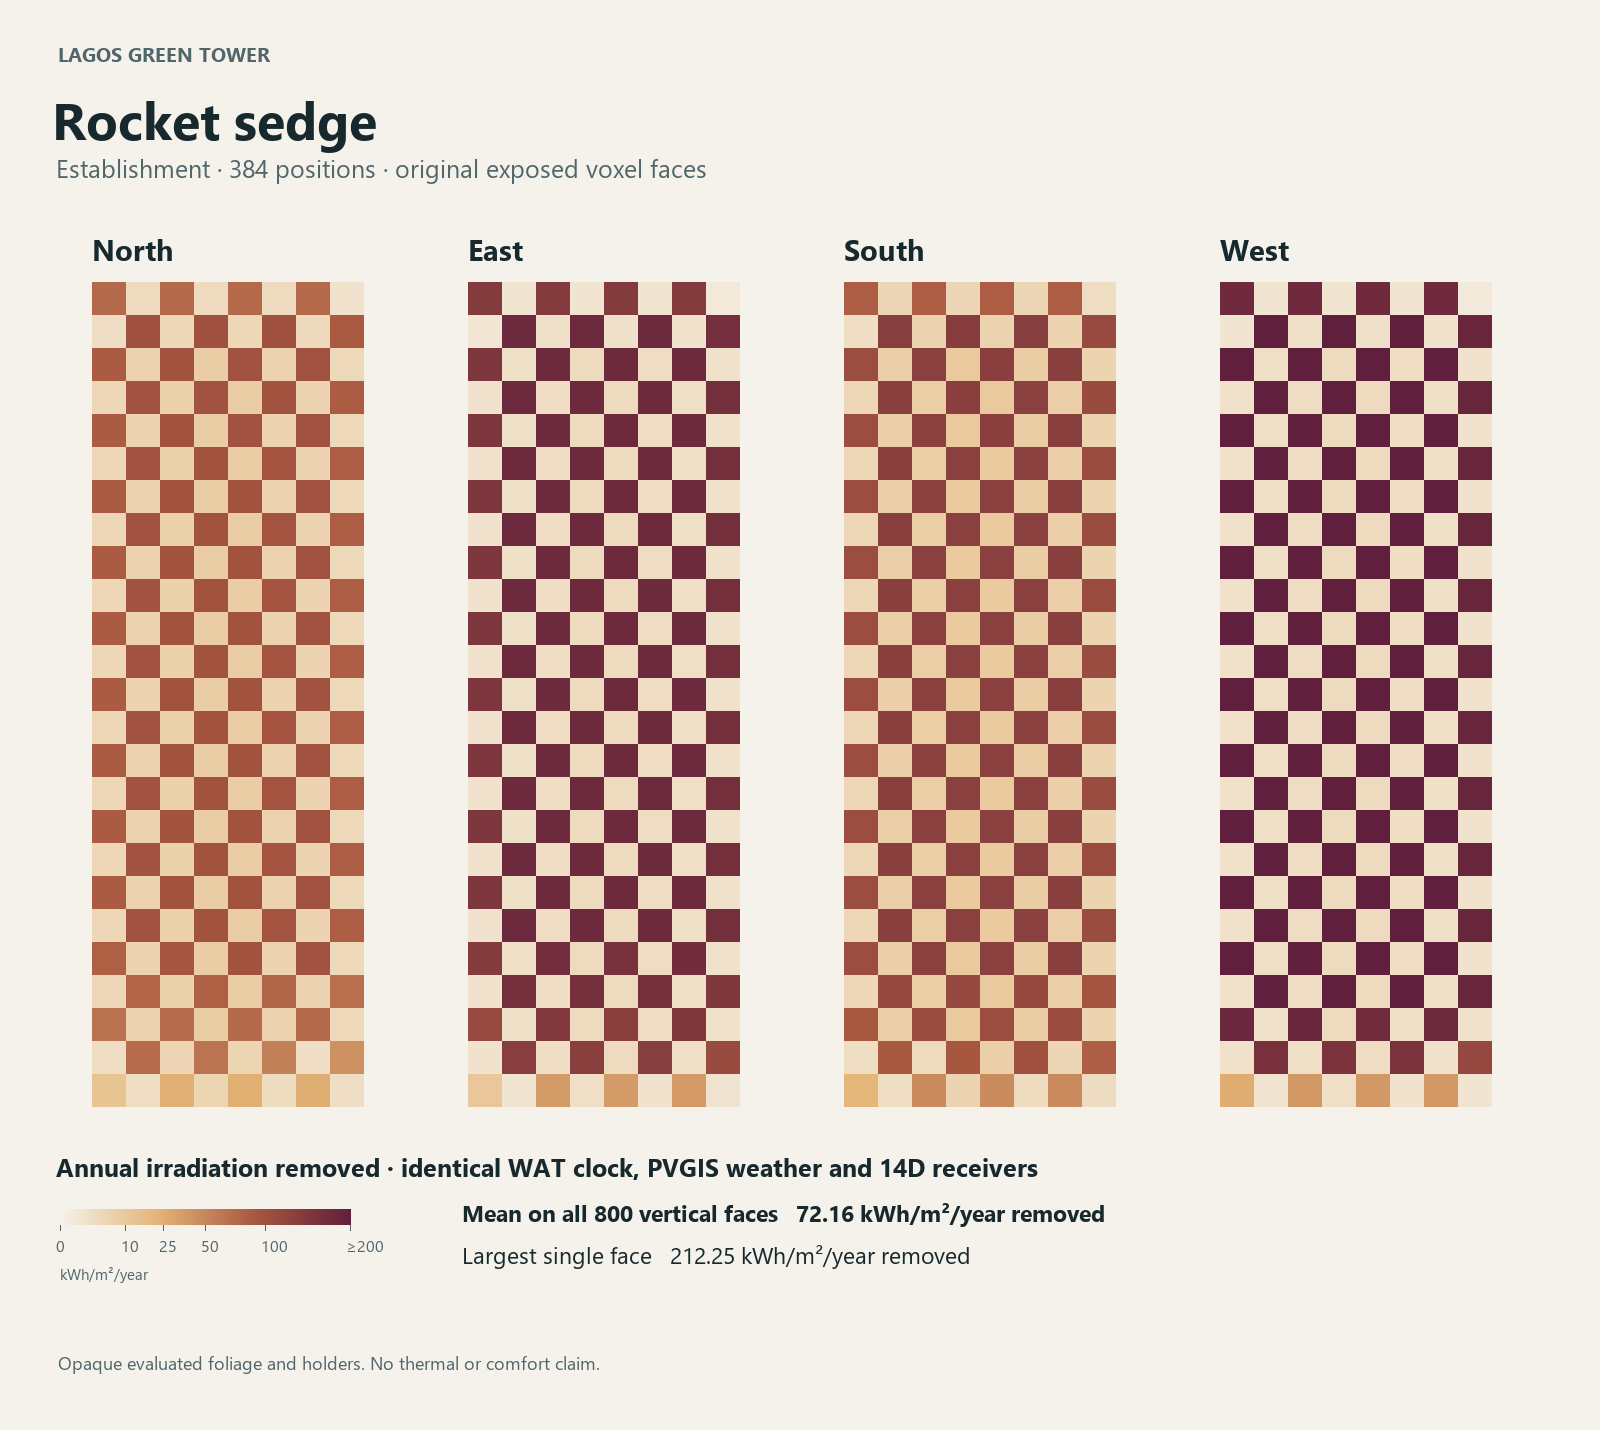 LAGOS GREEN TOWER
Rocket sedge
Establishment · 384 positions · original exposed voxel faces
North East South West
Annual irradiation removed · identical WAT clock, PVGIS weather and 14D receivers
Mean on all 800 vertical faces 72.16 kWh/m²/year removed
0 10 25 50 100 ≥200
Largest single face 212.25 kWh/m²/year removed
kWh/m²/year
Opaque evaluated foliage and holders. No thermal or comfort claim.